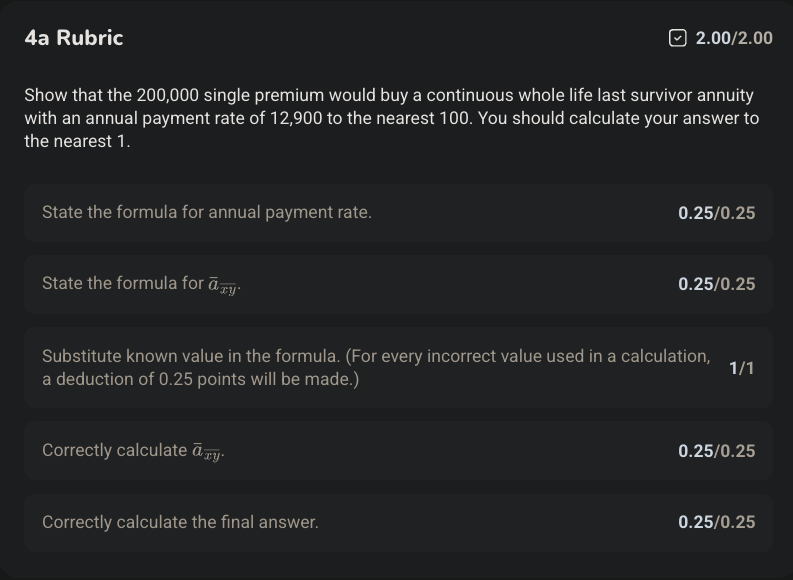 4a Rubric
2.00/2.00
Show that the 200,000 single premium would buy a continuous whole life last survivor annuity
with an annual payment rate of 12,900 to the nearest 100. You should calculate your answer to
the nearest 1.
State the formula for annual payment rate.
0.25/0.25
State the formula for $\bar{a}_{\overline{xy}}$.
0.25/0.25
Substitute known value in the formula. (For every incorrect value used in a calculation,
a deduction of 0.25 points will be made.)
1/1
Correctly calculate $\bar{a}_{\overline{xy}}$.
0.25/0.25
Correctly calculate the final answer.
0.25/0.25